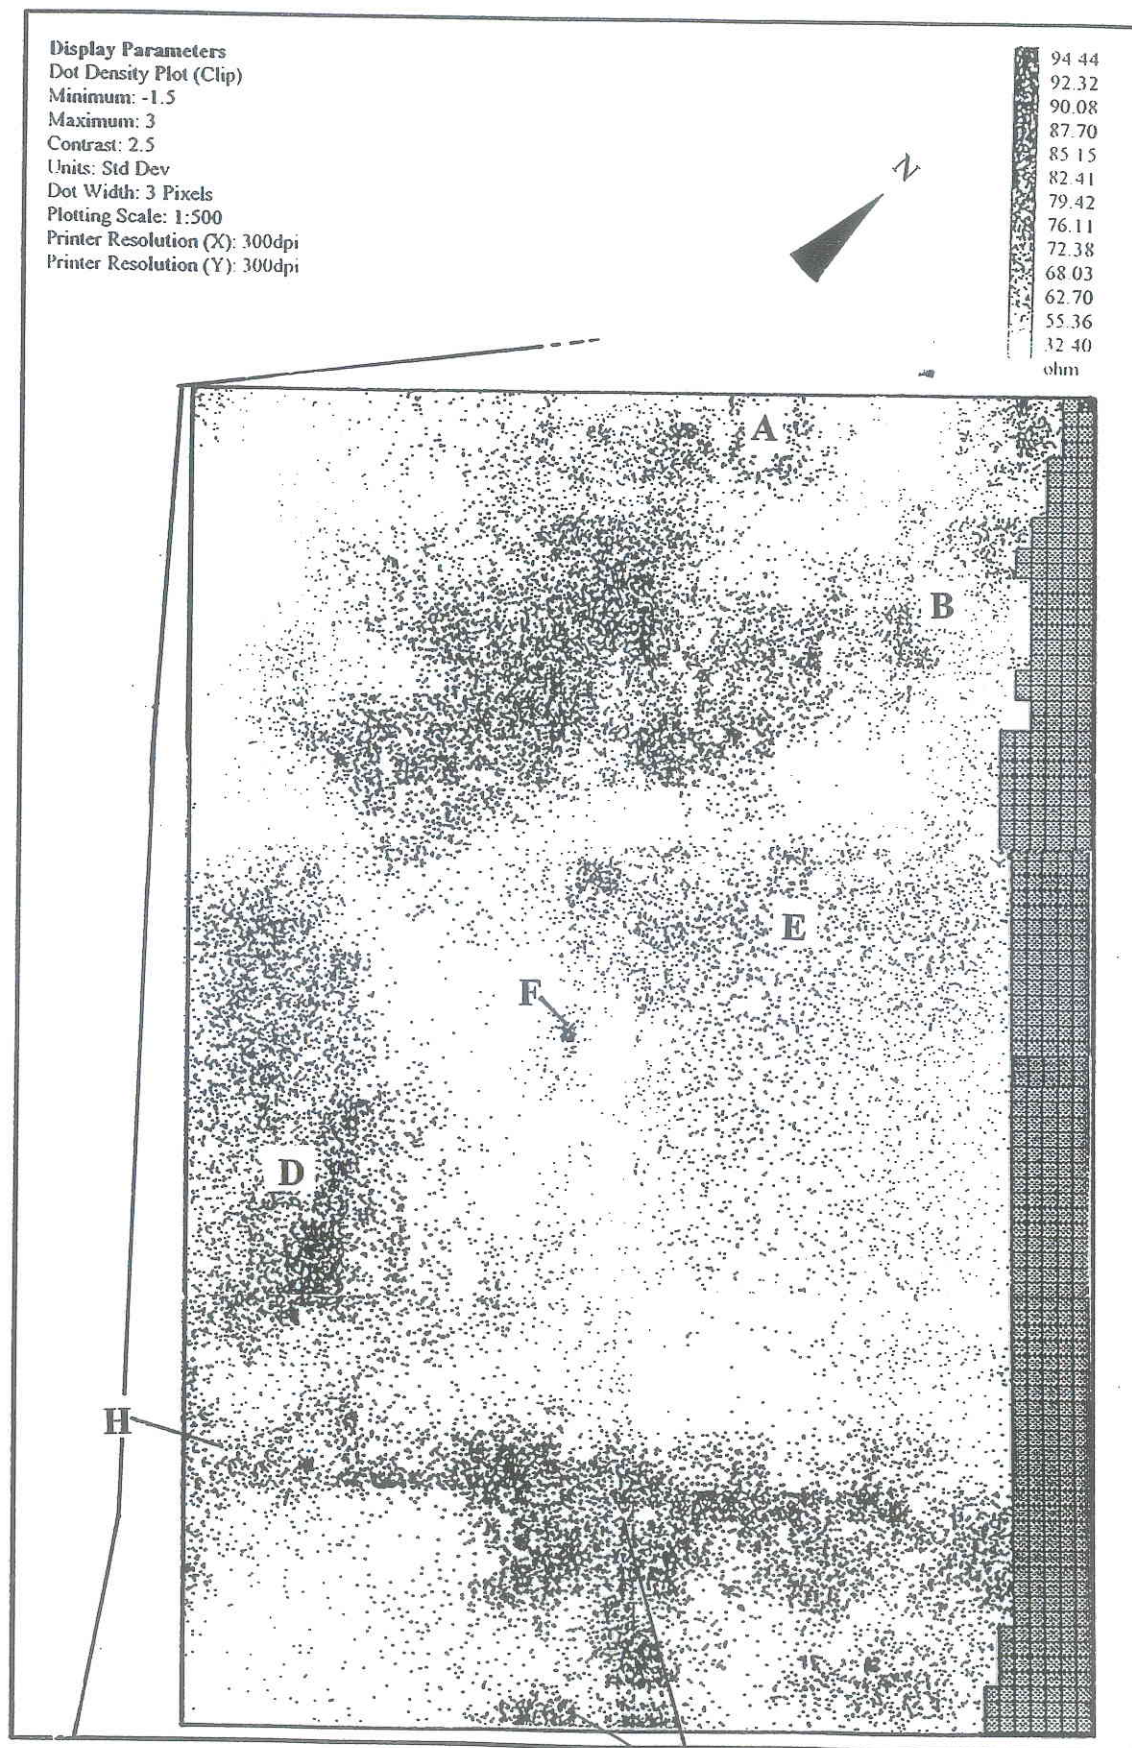 Display Parameters
Dot Density Plot (Clip)
Minimum: -1.5
Maximum: 3
Contrast: 2.5
Units: Std Dev
Dot Width: 3 Pixels
Plotting Scale: 1:500
Printer Resolution (X): 300dpi
Printer Resolution (Y): 300dpi
94 44
92.32
90.08
87.70
85 15
82 41
79.42
76.11
72.38
68 03
62.70
55.36
32 40
ohm
N
A
B
E
F
D
H